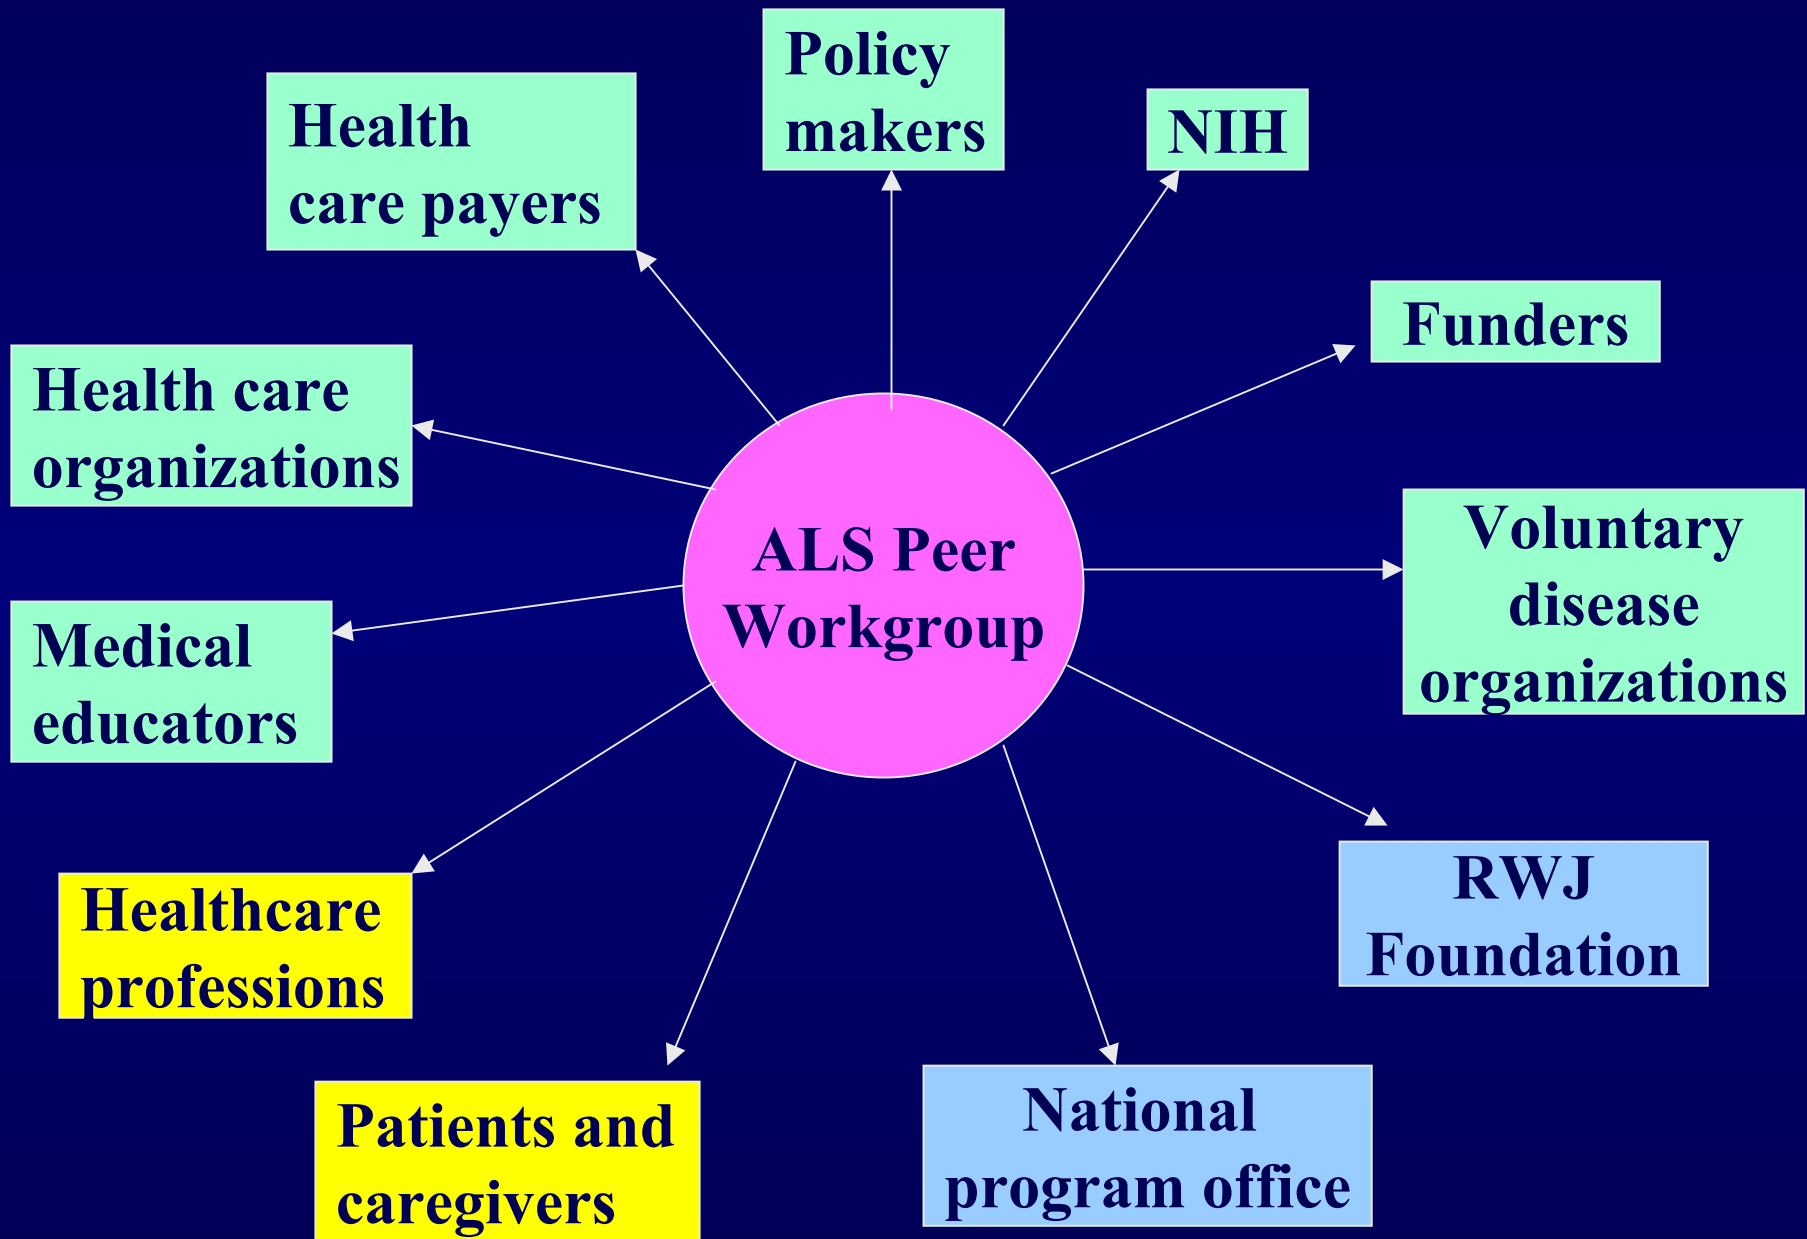 Policy
makers
Health
care payers
NIH
Funders
Health care
organizations
Voluntary
disease
organizations
ALS Peer
Workgroup
Medical
educators
Healthcare
professions
RWJ
Foundation
Patients and
caregivers
National
program office